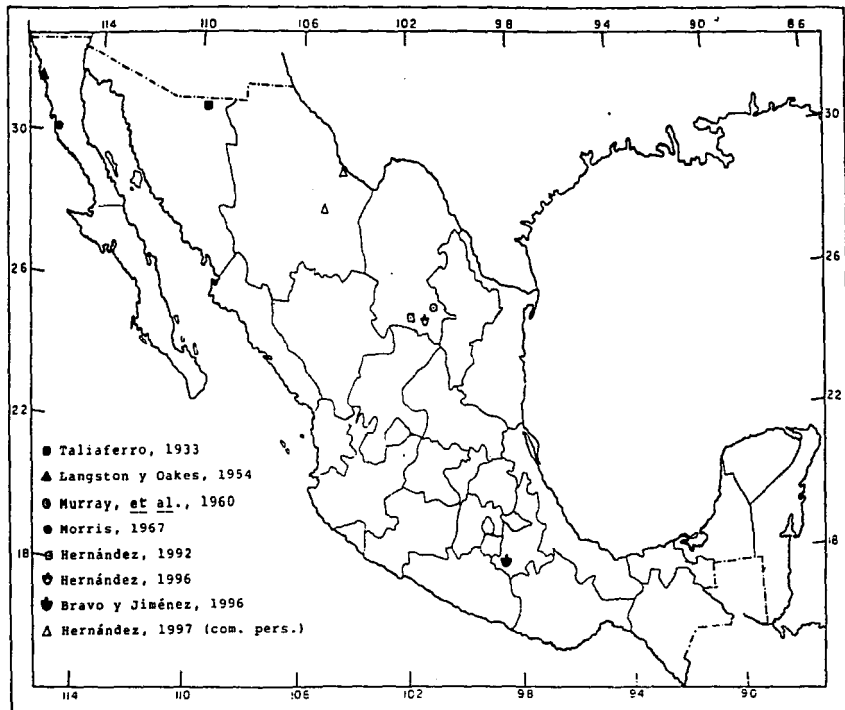 114 110 106 102 98 94 90 86
30 30
26 26
22 22
■ Taliaferro, 1933
▲ Langston y Oakes, 1954
Murray, et al., 1960
● Morris, 1967
18 18
Hernández, 1992
Hernández, 1996
Bravo y Jiménez, 1996
△ Hernández, 1997 (com. pers.)
114 110 106 102 98 94 90